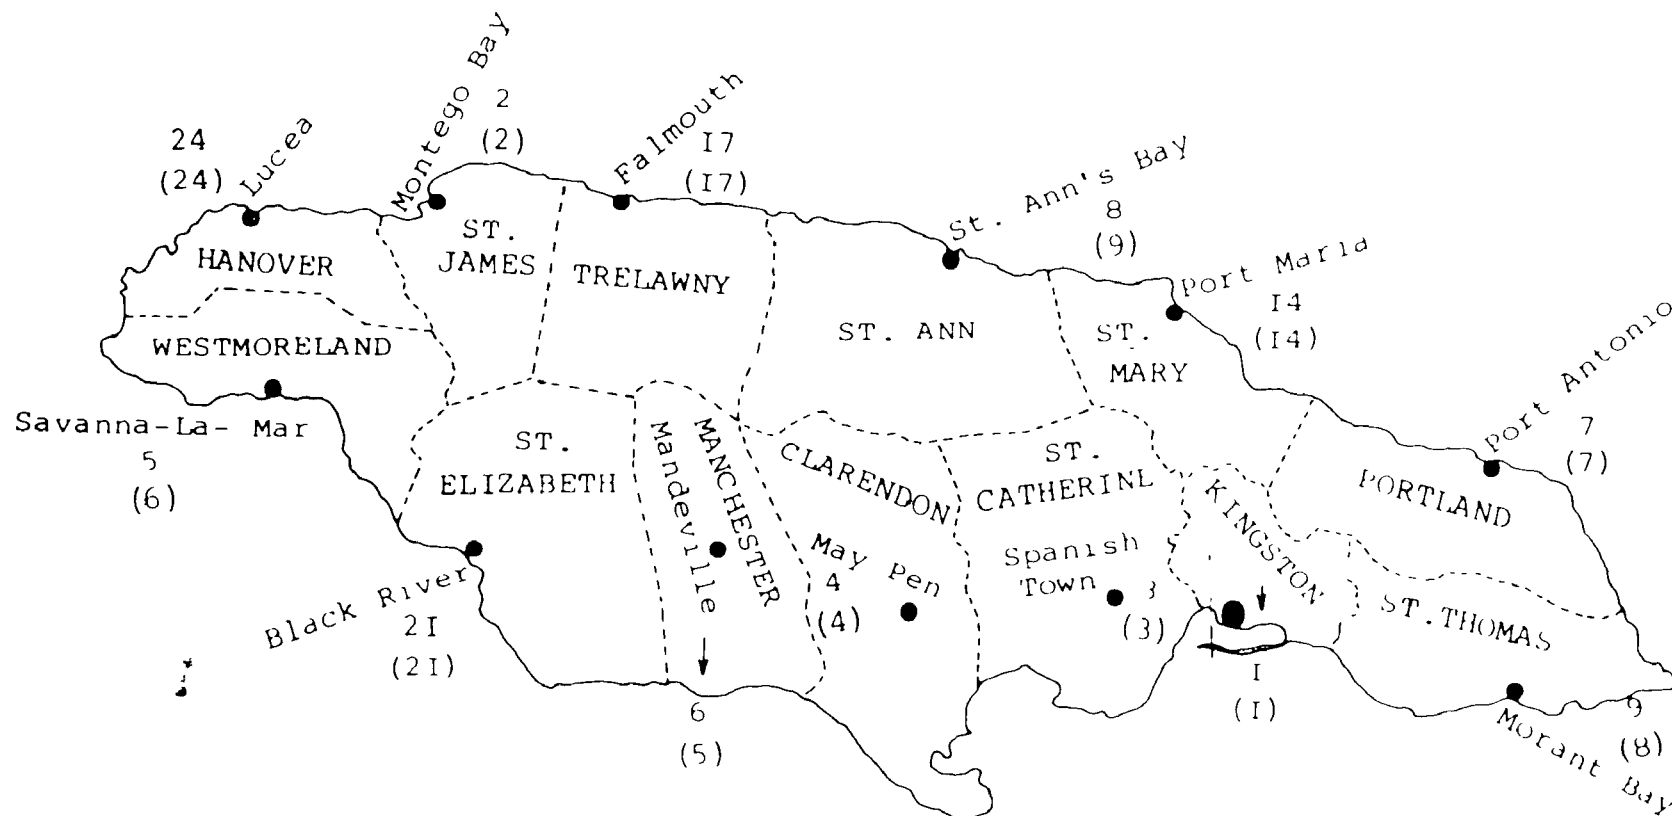 Montego Bay
2
(2)
24
(24)
Lucea
Falmouth
I7
(I7)
St. Ann's Bay
8
(9)
Port Maria
I4
(I4)
Port Antonio
7
(7)
HANOVER
ST.
JAMES
TRELAWNY
ST. ANN
ST.
MARY
WESTMORELAND
Savanna-La- Mar
5
(6)
ST.
ELIZABETH
MANCHESTER
Mandeville
6
(5)
CLARENDON
May Pen
4
(4)
ST.
CATHERINE
Spanish
Town
3
(3)
KINGSTON
I
(I)
PORTLAND
ST.THOMAS
Black River
2I
(2I)
Morant Bay
9
(8)